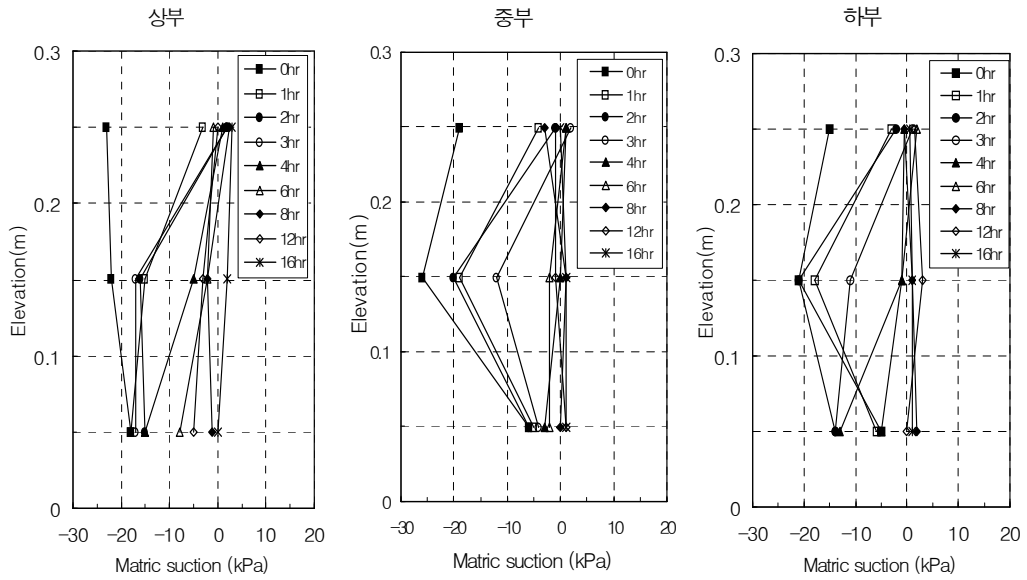 상부
0.3
0.2
0.1
0
Elevation(m)
-30
-20
-10
0
10
20
Matric suction (kPa)
0hr
1hr
2hr
3hr
4hr
6hr
8hr
12hr
16hr
중부
0.3
0.2
0.1
0
Elevation(m)
-30
-20
-10
0
10
20
Matric suction (kPa)
0hr
1hr
2hr
3hr
4hr
6hr
8hr
12hr
16hr
하부
0.3
0.2
0.1
0
Elevation(m)
-30
-20
-10
0
10
20
Matric suction (kPa)
0hr
1hr
2hr
3hr
4hr
6hr
8hr
12hr
16hr